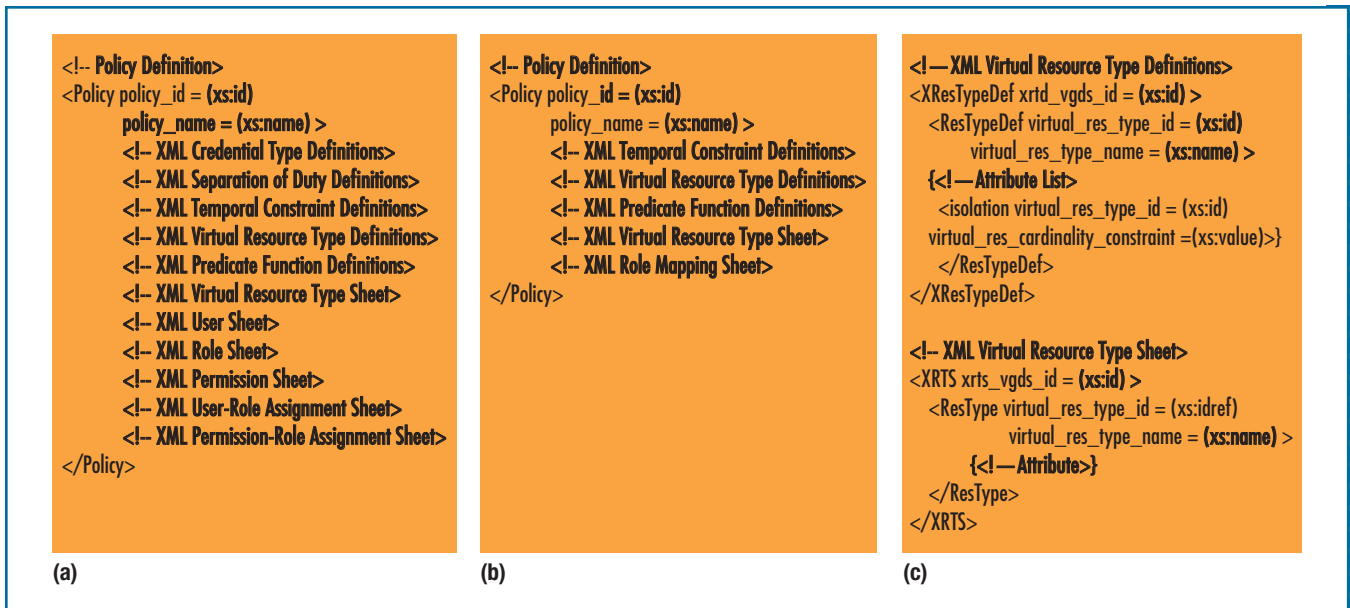 <!-- Policy Definition>
<Policy policy_id = (xs:id)
policy_name = (xs:name) >
<!-- XML Credential Type Definitions>
<!-- XML Separation of Duty Definitions>
<!-- XML Temporal Constraint Definitions>
<!-- XML Virtual Resource Type Definitions>
<!-- XML Predicate Function Definitions>
<!-- XML Virtual Resource Type Sheet>
<!-- XML User Sheet>
<!-- XML Role Sheet>
<!-- XML Permission Sheet>
<!-- XML User-Role Assignment Sheet>
<!-- XML Permission-Role Assignment Sheet>
</Policy>
(a)
<!-- Policy Definition>
<Policy policy_id = (xs:id)
policy_name = (xs:name) >
<!-- XML Temporal Constraint Definitions>
<!-- XML Virtual Resource Type Definitions>
<!-- XML Predicate Function Definitions>
<!-- XML Virtual Resource Type Sheet>
<!-- XML Role Mapping Sheet>
</Policy>
(b)
<! —XML Virtual Resource Type Definitions>
<XResTypeDef xrtd_vgds_id = (xs:id) >
<ResTypeDef virtual_res_type_id = (xs:id)
virtual_res_type_name = (xs:name) >
{<! —Attribute List>
<isolation virtual_res_type_id = (xs:id)
virtual_res_cardinality_constraint =(xs:value)>}
</ResTypeDef>
</XResTypeDef>
<!-- XML Virtual Resource Type Sheet>
<XRTS xrts_vgds_id = (xs:id) >
<ResType virtual_res_type_id = (xs:idref)
virtual_res_type_name = (xs:name) >
{<! —Attribute>}
</ResType>
</XRTS>
(c)